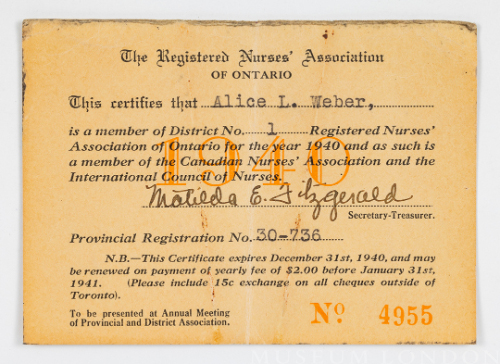 The Registered Nurses' Association
OF ONTARIO
This certifies that Alice L. Weber,
is a member of District No. 1 Registered Nurses'
Association of Ontario for the year 1940 and as such is
a member of the Canadian Nurses' Association and the
International Council of Nurses.
1940
Matilda E. Fitzgerald
Secretary-Treasurer.
Provincial Registration No. 30-736
N.B.—This Certificate expires December 31st, 1940, and may
be renewed on payment of yearly fee of $2.00 before January 31st,
1941. (Please include 15c exchange on all cheques outside of
Toronto).
To be presented at Annual Meeting
of Provincial and District Association.
No 4955